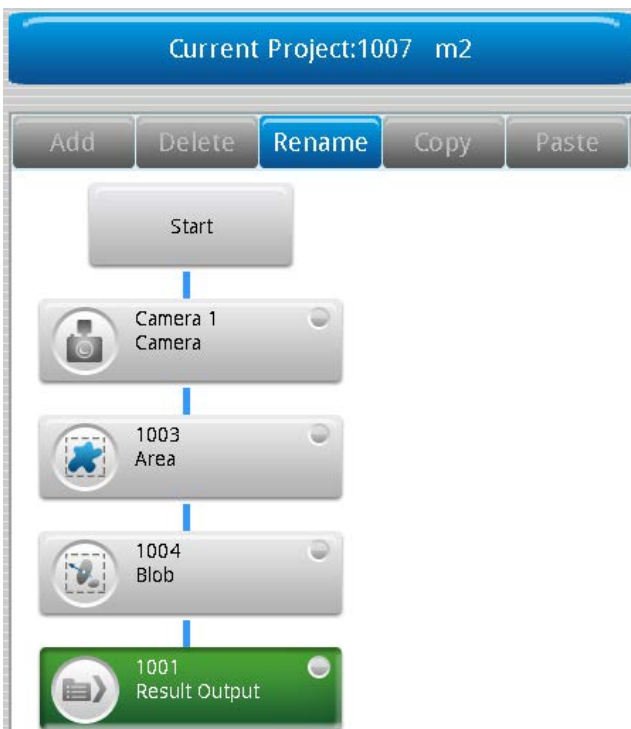 Current Project:1007 m2
Add Delete Rename Copy Paste
Start
Camera 1
Camera
1003
Area
1004
Blob
1001
Result Output